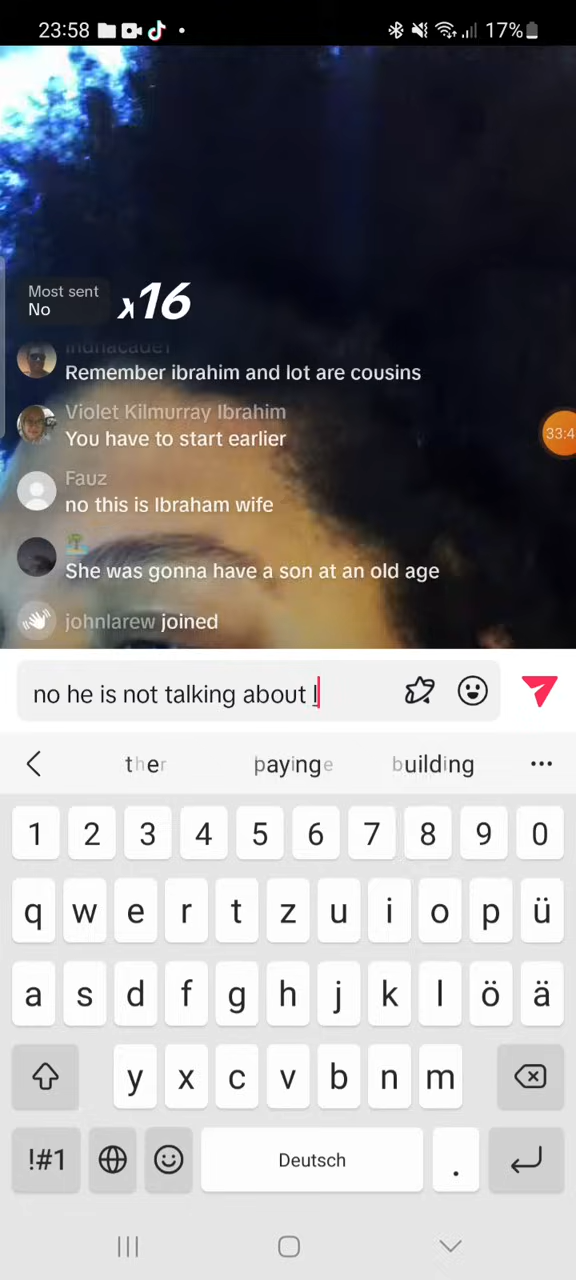 23:58
17%
Most sent
No
x16
Remember ibrahim and lot are cousins
Violet Kilmurray Ibrahim
You have to start earlier
Fauz
no this is Ibraham wife
She was gonna have a son at an old age
johnlarew joined
33:4
no he is not talking about l
ther payinge building
1 2 3 4 5 6 7 8 9 0
q w e r t z u i o p ü
a s d f g h j k l ö ä
y x c v b n m
!#1 Deutsch .